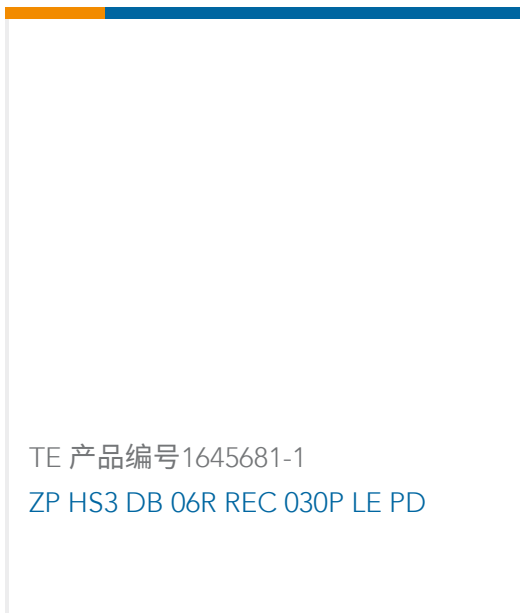 TE 产品编号1645681-1
ZP HS3 DB 06R REC 030P LE PD